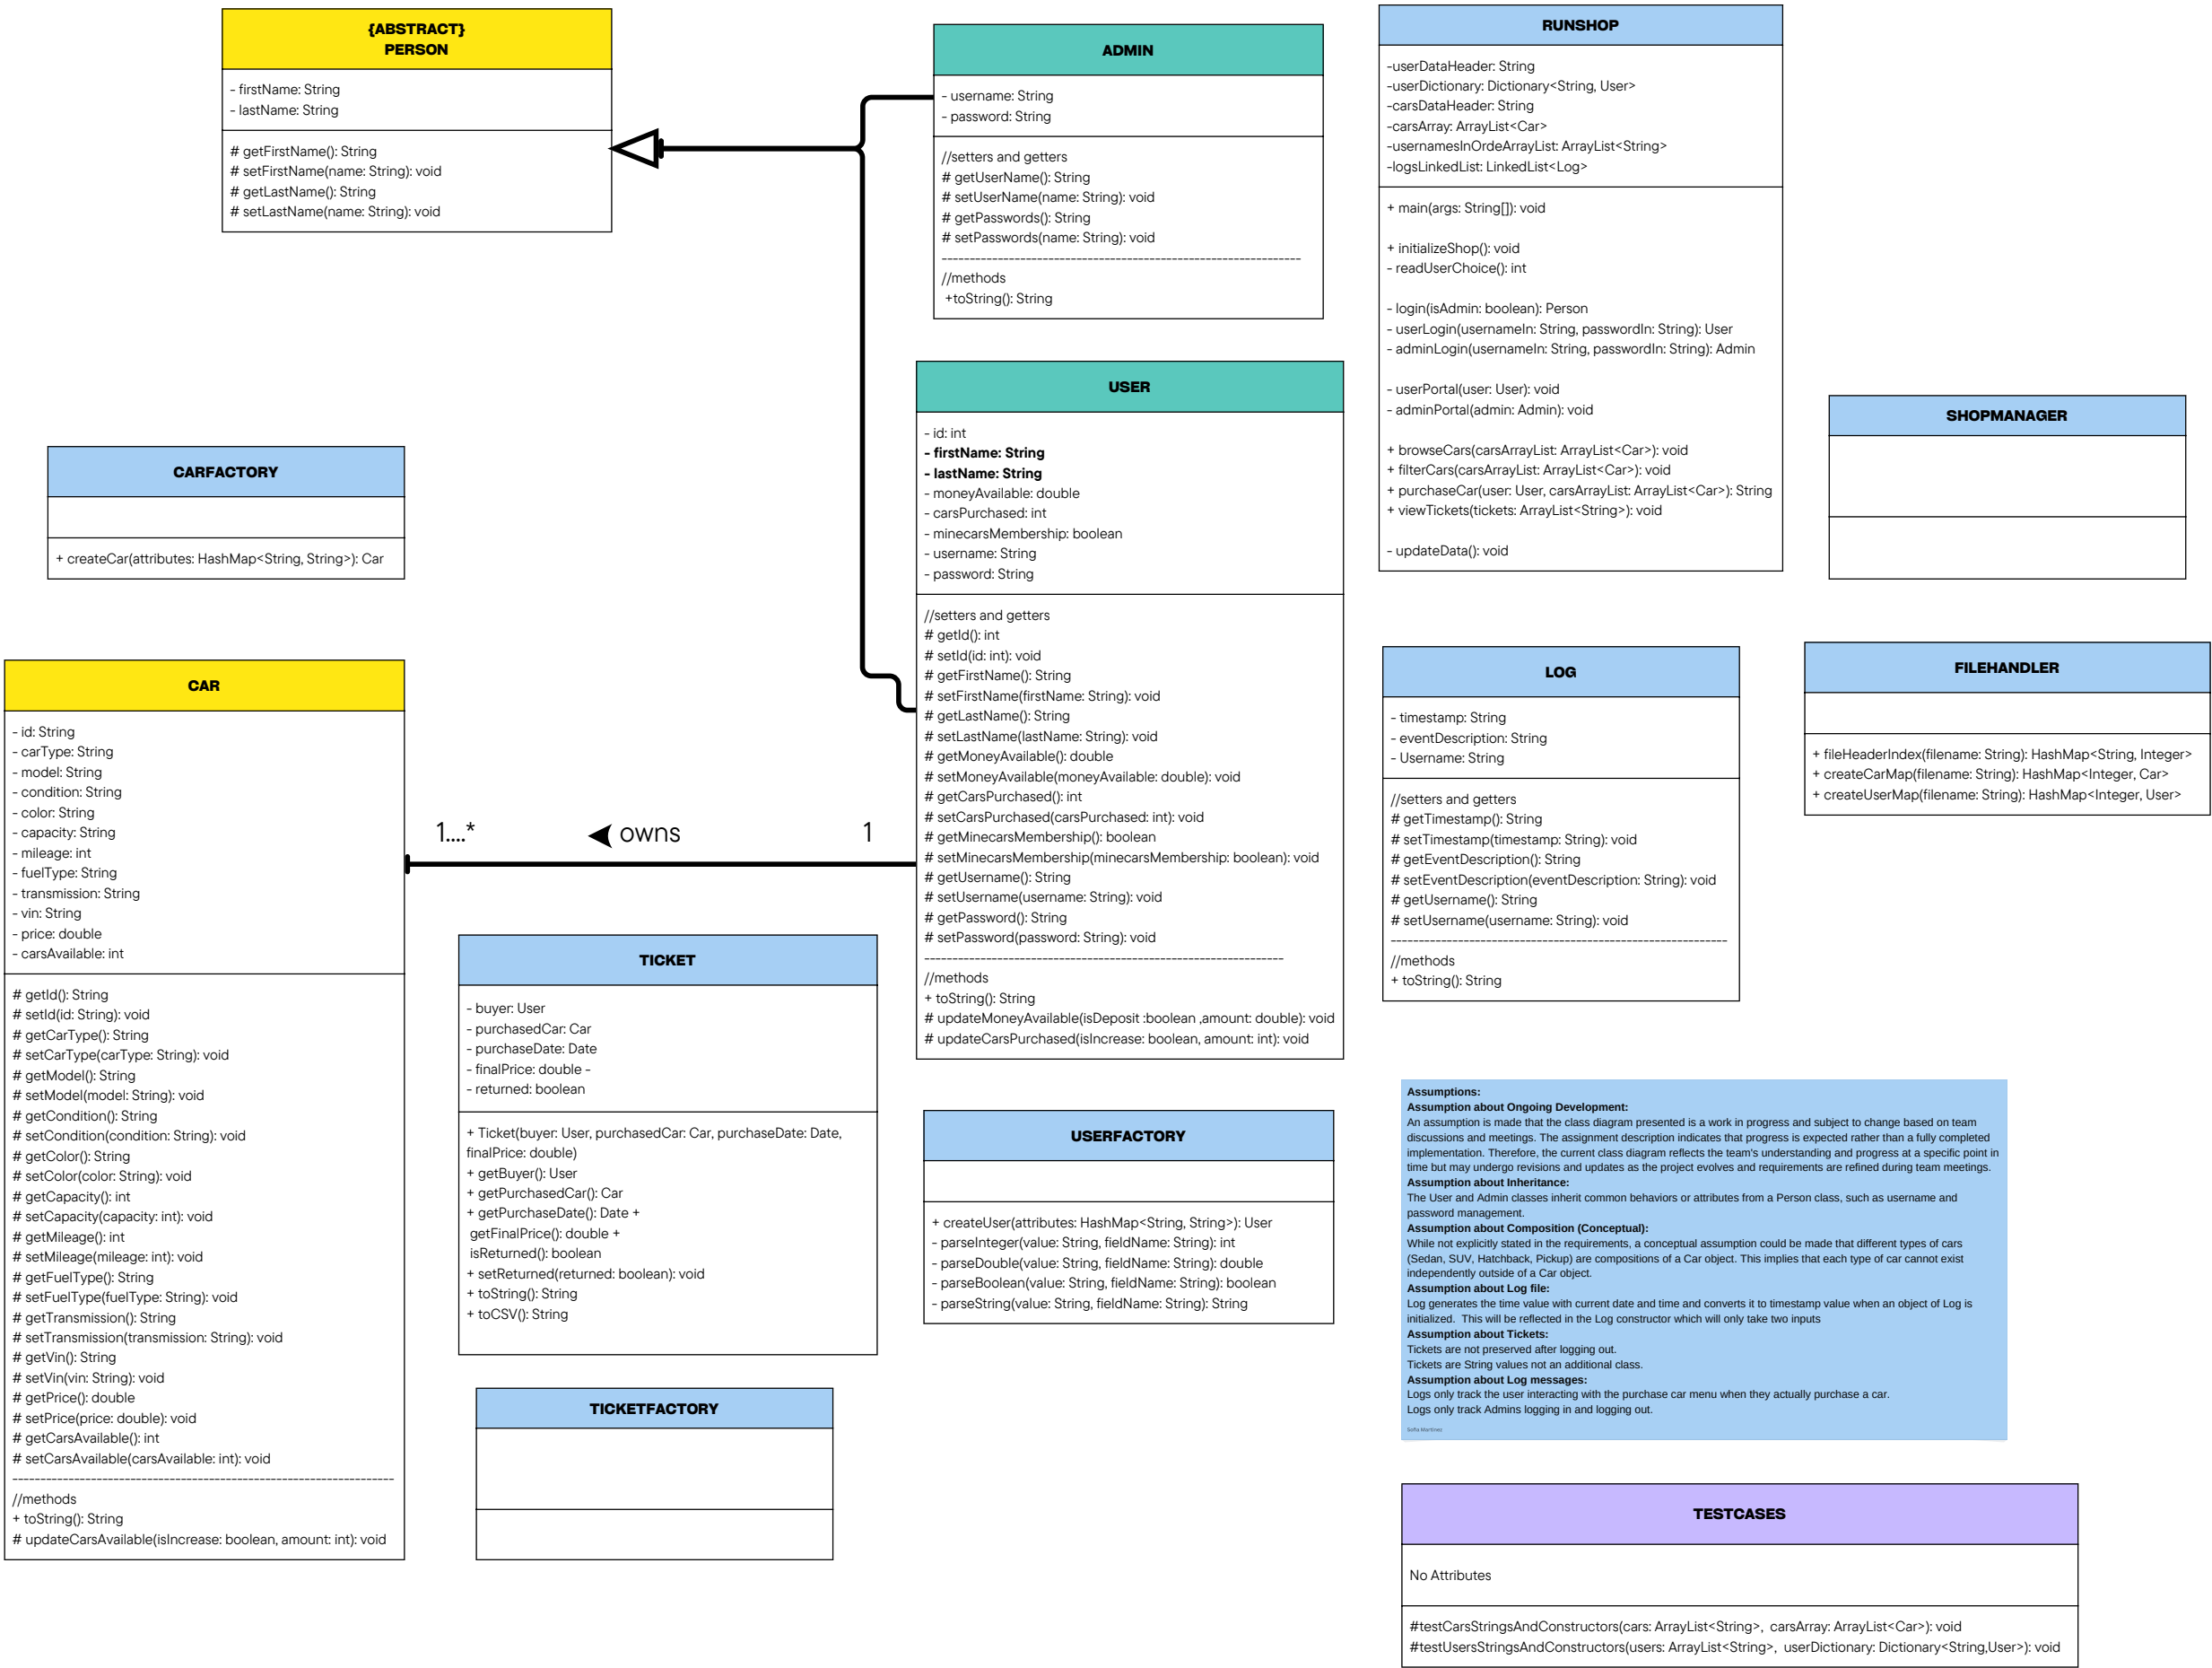 {ABSTRACT}
PERSON
- firstName: String
- lastName: String
# getFirstName(): String
# setFirstName(name: String): void
# getLastName(): String
# setLastName(name: String): void
ADMIN
- username: String
- password: String
//setters and getters
# getUserName(): String
# setUserName(name: String): void
# getPasswords(): String
# setPasswords(name: String): void
----------------------------------------------------------------
//methods
+toString(): String
RUNSHOP
-userDataHeader: String
-userDictionary: Dictionary<String, User>
-carsDataHeader: String
-carsArray: ArrayList<Car>
-usernamesInOrdeArrayList: ArrayList<String>
-logsLinkedList: LinkedList<Log>
+ main(args: String[]): void
+ initializeShop(): void
- readUserChoice(): int
- login(isAdmin: boolean): Person
- userLogin(usernameIn: String, passwordIn: String): User
- adminLogin(usernameIn: String, passwordIn: String): Admin
- userPortal(user: User): void
- adminPortal(admin: Admin): void
+ browseCars(carsArrayList: ArrayList<Car>): void
+ filterCars(carsArrayList: ArrayList<Car>): void
+ purchaseCar(user: User, carsArrayList: ArrayList<Car>): String
+ viewTickets(tickets: ArrayList<String>): void
- updateData(): void
SHOPMANAGER
CARFACTORY
+ createCar(attributes: HashMap<String, String>): Car
USER
- id: int
- firstName: String
- lastName: String
- moneyAvailable: double
- carsPurchased: int
- minecarsMembership: boolean
- username: String
- password: String
//setters and getters
# getId(): int
# setId(id: int): void
# getFirstName(): String
# setFirstName(firstName: String): void
# getLastName(): String
# setLastName(lastName: String): void
# getMoneyAvailable(): double
# setMoneyAvailable(moneyAvailable: double): void
# getCarsPurchased(): int
# setCarsPurchased(carsPurchased: int): void
# getMinecarsMembership(): boolean
# setMinecarsMembership(minecarsMembership: boolean): void
# getUsername(): String
# setUsername(username: String): void
# getPassword(): String
# setPassword(password: String): void
----------------------------------------------------------------
//methods
+ toString(): String
# updateMoneyAvailable(isDeposit :boolean ,amount: double): void
# updateCarsPurchased(isIncrease: boolean, amount: int): void
LOG
- timestamp: String
- eventDescription: String
- Username: String
//setters and getters
# getTimestamp(): String
# setTimestamp(timestamp: String): void
# getEventDescription(): String
# setEventDescription(eventDescription: String): void
# getUsername(): String
# setUsername(username: String): void
------------------------------------------------------------
//methods
+ toString(): String
FILEHANDLER
+ fileHeaderIndex(filename: String): HashMap<String, Integer>
+ createCarMap(filename: String): HashMap<Integer, Car>
+ createUserMap(filename: String): HashMap<Integer, User>
CAR
- id: String
- carType: String
- model: String
- condition: String
- color: String
- capacity: String
- mileage: int
- fuelType: String
- transmission: String
- vin: String
- price: double
- carsAvailable: int
# getId(): String
# setId(id: String): void
# getCarType(): String
# setCarType(carType: String): void
# getModel(): String
# setModel(model: String): void
# getCondition(): String
# setCondition(condition: String): void
# getColor(): String
# setColor(color: String): void
# getCapacity(): int
# setCapacity(capacity: int): void
# getMileage(): int
# setMileage(mileage: int): void
# getFuelType(): String
# setFuelType(fuelType: String): void
# getTransmission(): String
# setTransmission(transmission: String): void
# getVin(): String
# setVin(vin: String): void
# getPrice(): double
# setPrice(price: double): void
# getCarsAvailable(): int
# setCarsAvailable(carsAvailable: int): void
--------------------------------------------------------------------
//methods
+ toString(): String
# updateCarsAvailable(isIncrease: boolean, amount: int): void
1....* owns 1
TICKET
- buyer: User
- purchasedCar: Car
- purchaseDate: Date
- finalPrice: double -
- returned: boolean
+ Ticket(buyer: User, purchasedCar: Car, purchaseDate: Date,
finalPrice: double)
+ getBuyer(): User
+ getPurchasedCar(): Car
+ getPurchaseDate(): Date +
getFinalPrice(): double +
isReturned(): boolean
+ setReturned(returned: boolean): void
+ toString(): String
+ toCSV(): String
TICKETFACTORY
USERFACTORY
+ createUser(attributes: HashMap<String, String>): User
- parseInteger(value: String, fieldName: String): int
- parseDouble(value: String, fieldName: String): double
- parseBoolean(value: String, fieldName: String): boolean
- parseString(value: String, fieldName: String): String
Assumptions:
Assumption about Ongoing Development:
An assumption is made that the class diagram presented is a work in progress and subject to change based on team
discussions and meetings. The assignment description indicates that progress is expected rather than a fully completed
implementation. Therefore, the current class diagram reflects the team's understanding and progress at a specific point in
time but may undergo revisions and updates as the project evolves and requirements are refined during team meetings.
Assumption about Inheritance:
The User and Admin classes inherit common behaviors or attributes from a Person class, such as username and
password management.
Assumption about Composition (Conceptual):
While not explicitly stated in the requirements, a conceptual assumption could be made that different types of cars
(Sedan, SUV, Hatchback, Pickup) are compositions of a Car object. This implies that each type of car cannot exist
independently outside of a Car object.
Assumption about Log file:
Log generates the time value with current date and time and converts it to timestamp value when an object of Log is
initialized. This will be reflected in the Log constructor which will only take two inputs
Assumption about Tickets:
Tickets are not preserved after logging out.
Tickets are String values not an additional class.
Assumption about Log messages:
Logs only track the user interacting with the purchase car menu when they actually purchase a car.
Logs only track Admins logging in and logging out.
Sofia Martinez
TESTCASES
No Attributes
#testCarsStringsAndConstructors(cars: ArrayList<String>, carsArray: ArrayList<Car>): void
#testUsersStringsAndConstructors(users: ArrayList<String>, userDictionary: Dictionary<String,User>): void